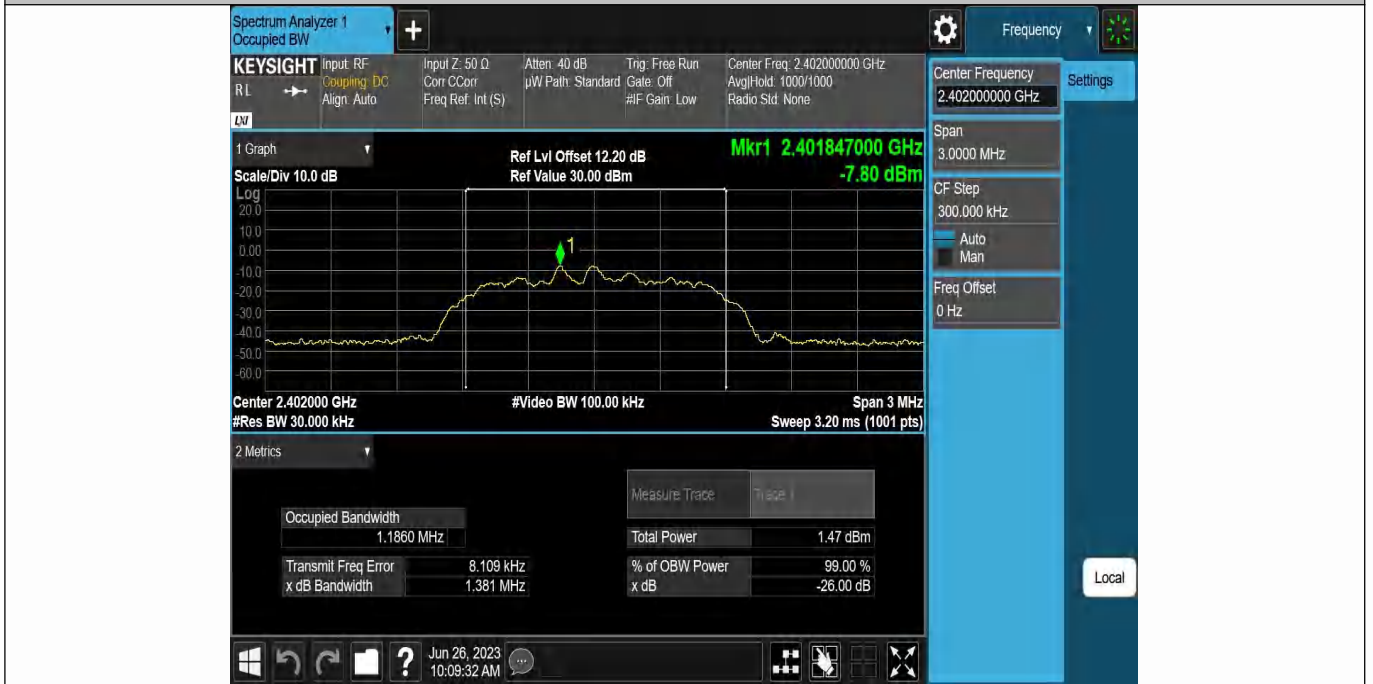 Spectrum Analyzer 1
Occupied BW
+
Frequency
KEYSIGHT
R L
LXI
Input: RF
Coupling: DC
Align: Auto
Input Z: 50 Ω
Corr CCorr
Freq Ref: Int (S)
Atten: 40 dB
µW Path: Standard
Trig: Free Run
Gate: Off
#IF Gain: Low
Center Freq: 2.402000000 GHz
Avg|Hold: 1000/1000
Radio Std: None
Center Frequency
2.402000000 GHz
Settings
Span
3.0000 MHz
CF Step
300.000 kHz
Auto
Man
Freq Offset
0 Hz
Local
1 Graph
Scale/Div 10.0 dB
Ref Lvl Offset 12.20 dB
Ref Value 30.00 dBm
Mkr1 2.401847000 GHz
-7.80 dBm
Log
20.0
10.0
0.00
-10.0
-20.0
-30.0
-40.0
-50.0
-60.0
1
Center 2.402000 GHz
#Video BW 100.00 kHz
Span 3 MHz
#Res BW 30.000 kHz
Sweep 3.20 ms (1001 pts)
2 Metrics
Measure Trace
Trace 1
Occupied Bandwidth
1.1860 MHz
Total Power
1.47 dBm
Transmit Freq Error
8.109 kHz
% of OBW Power
99.00 %
x dB Bandwidth
1.381 MHz
x dB
-26.00 dB
?
Jun 26, 2023
10:09:32 AM